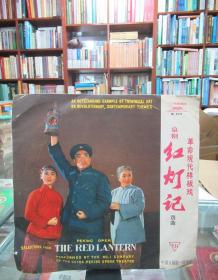 AN OUTSTANDING EXAMPLE OF THEATRICAL ART
ON REVOLUTIONARY, CONTEMPORARY THEMES
革命现代样板戏
京剧
红灯记
选曲
PEKING OPERA
SELECTIONS FROM
THE RED LANTERN
PERFORMED BY THE NO.1 COMPANY
OF THE CHINA PEKING OPERA THEATRE